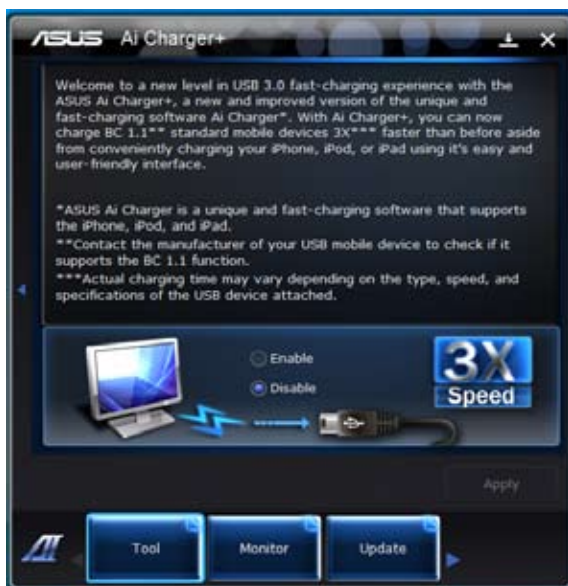 ASUS Ai Charger+
Welcome to a new level in USB 3.0 fast-charging experience with the
ASUS Ai Charger+, a new and improved version of the unique and
fast-charging software Ai Charger*. With Ai Charger+, you can now
charge BC 1.1** standard mobile devices 3X*** faster than before aside
from conveniently charging your iPhone, iPod, or iPad using it's easy and
user-friendly interface.
*ASUS Ai Charger is a unique and fast-charging software that supports
the iPhone, iPod, and iPad.
**Contact the manufacturer of your USB mobile device to check if it
supports the BC 1.1 function.
***Actual charging time may vary depending on the type, speed, and
specifications of the USB device attached.
Enable
Disable
3X
Speed
Apply
AI
Tool
Monitor
Update